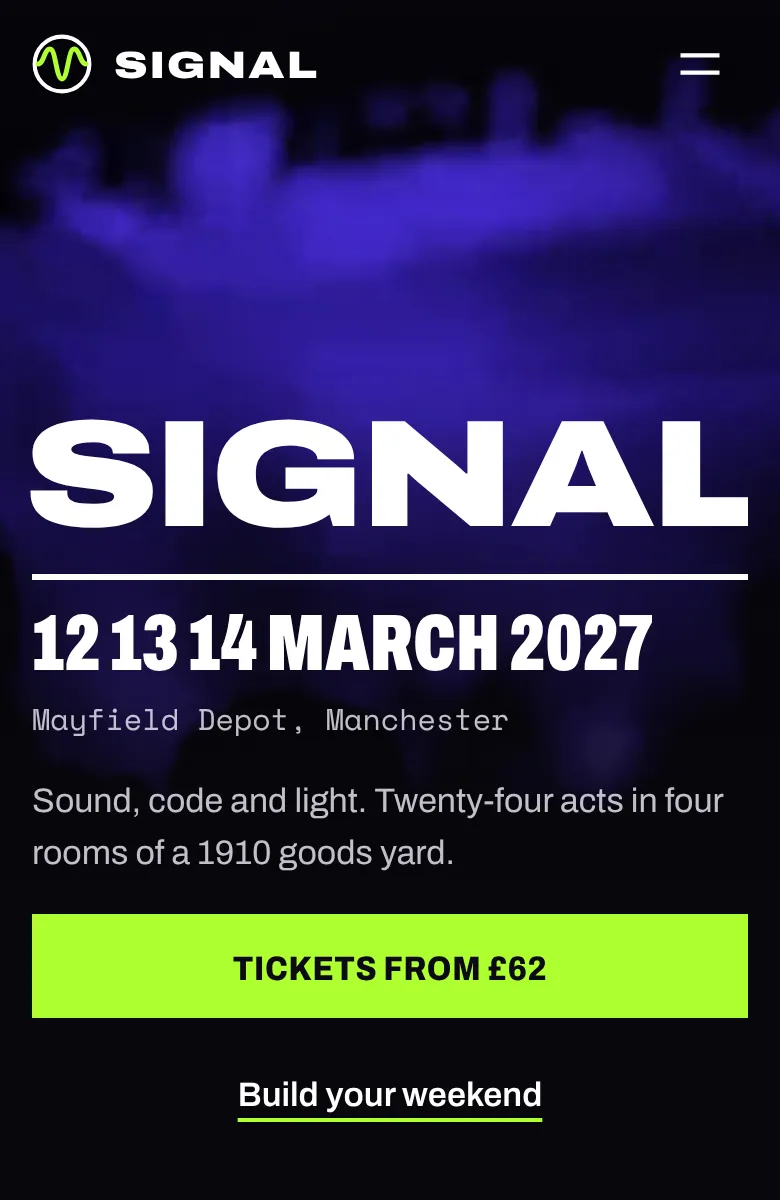 SIGNAL
SIGNAL
12 13 14 MARCH 2027
Mayfield Depot, Manchester
Sound, code and light. Twenty-four acts in four
rooms of a 1910 goods yard.
TICKETS FROM £62
Build your weekend